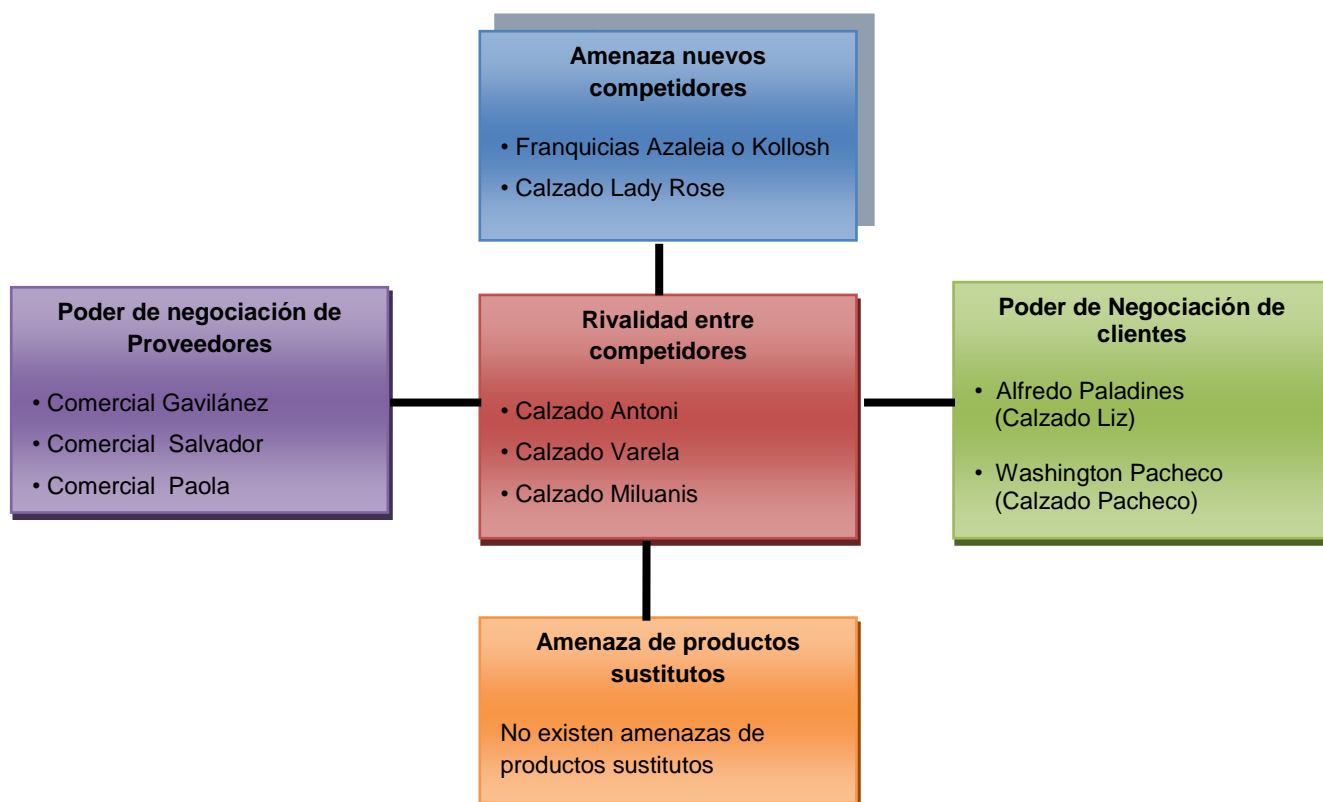 Amenaza nuevos
competidores
• Franquicias Azaleia o Kollosh
• Calzado Lady Rose
Poder de negociación de
Proveedores
• Comercial Gavilánez
• Comercial Salvador
• Comercial Paola
Rivalidad entre
competidores
• Calzado Antoni
• Calzado Varela
• Calzado Miluanis
Poder de Negociación de
clientes
• Alfredo Paladines
(Calzado Liz)
• Washington Pacheco
(Calzado Pacheco)
Amenaza de productos
sustitutos
No existen amenazas de
productos sustitutos